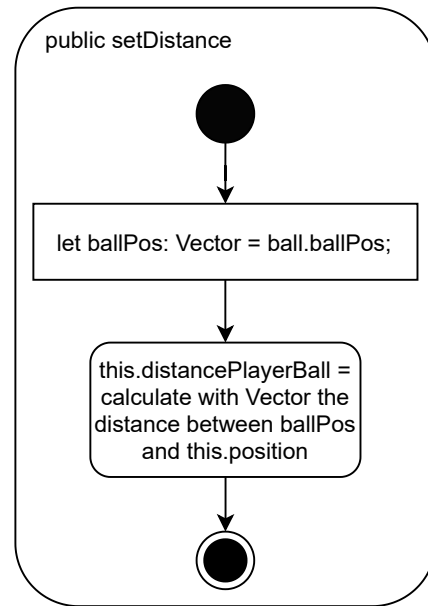 public setDistance
let ballPos: Vector = ball.ballPos;
this.distancePlayerBall =
calculate with Vector the
distance between ballPos
and this.position